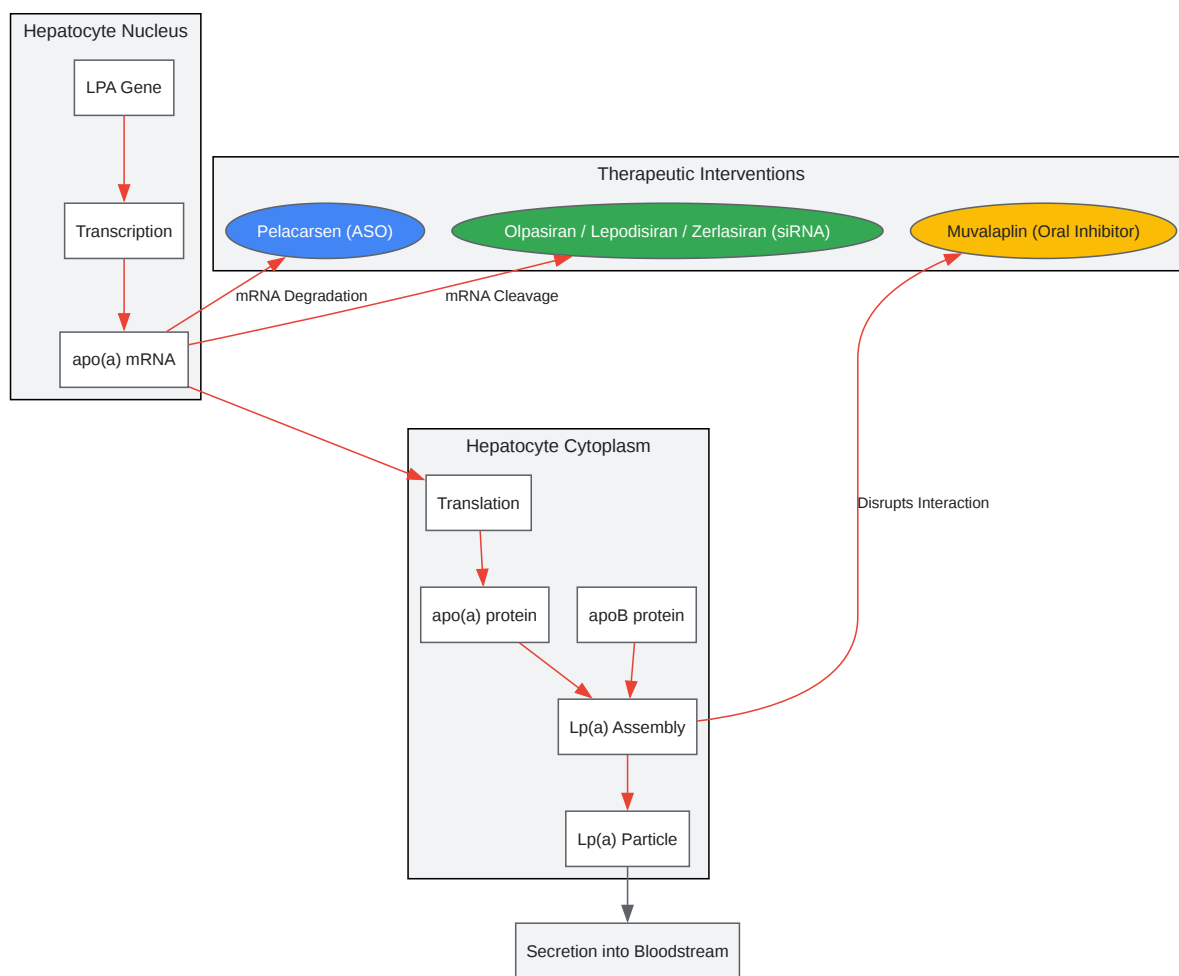 Hepatocyte Nucleus
LPA Gene
Transcription
apo(a) mRNA
Therapeutic Interventions
Pelacarsen (ASO)
Olpasiran / Lepodisiran / Zerlasiran (siRNA)
Muvalaplin (Oral Inhibitor)
mRNA Degradation
mRNA Cleavage
Hepatocyte Cytoplasm
Translation
Disrupts Interaction
apo(a) protein
apoB protein
Lp(a) Assembly
Lp(a) Particle
Secretion into Bloodstream